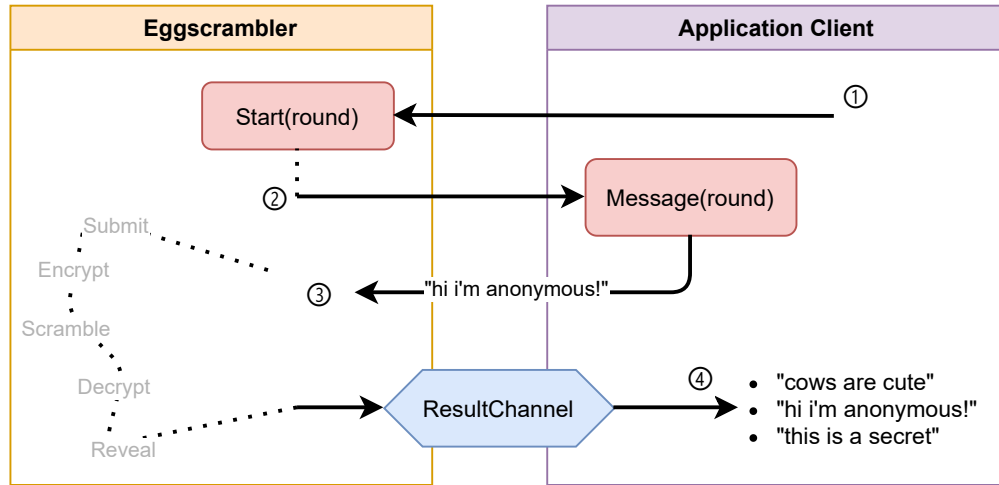 Eggscrambler
Application Client
①
Start(round)
②
Message(round)
Submit
Encrypt
③
"hi i'm anonymous!"
Scramble
Decrypt
Reveal
ResultChannel
④
• "cows are cute"
• "hi i'm anonymous!"
• "this is a secret"